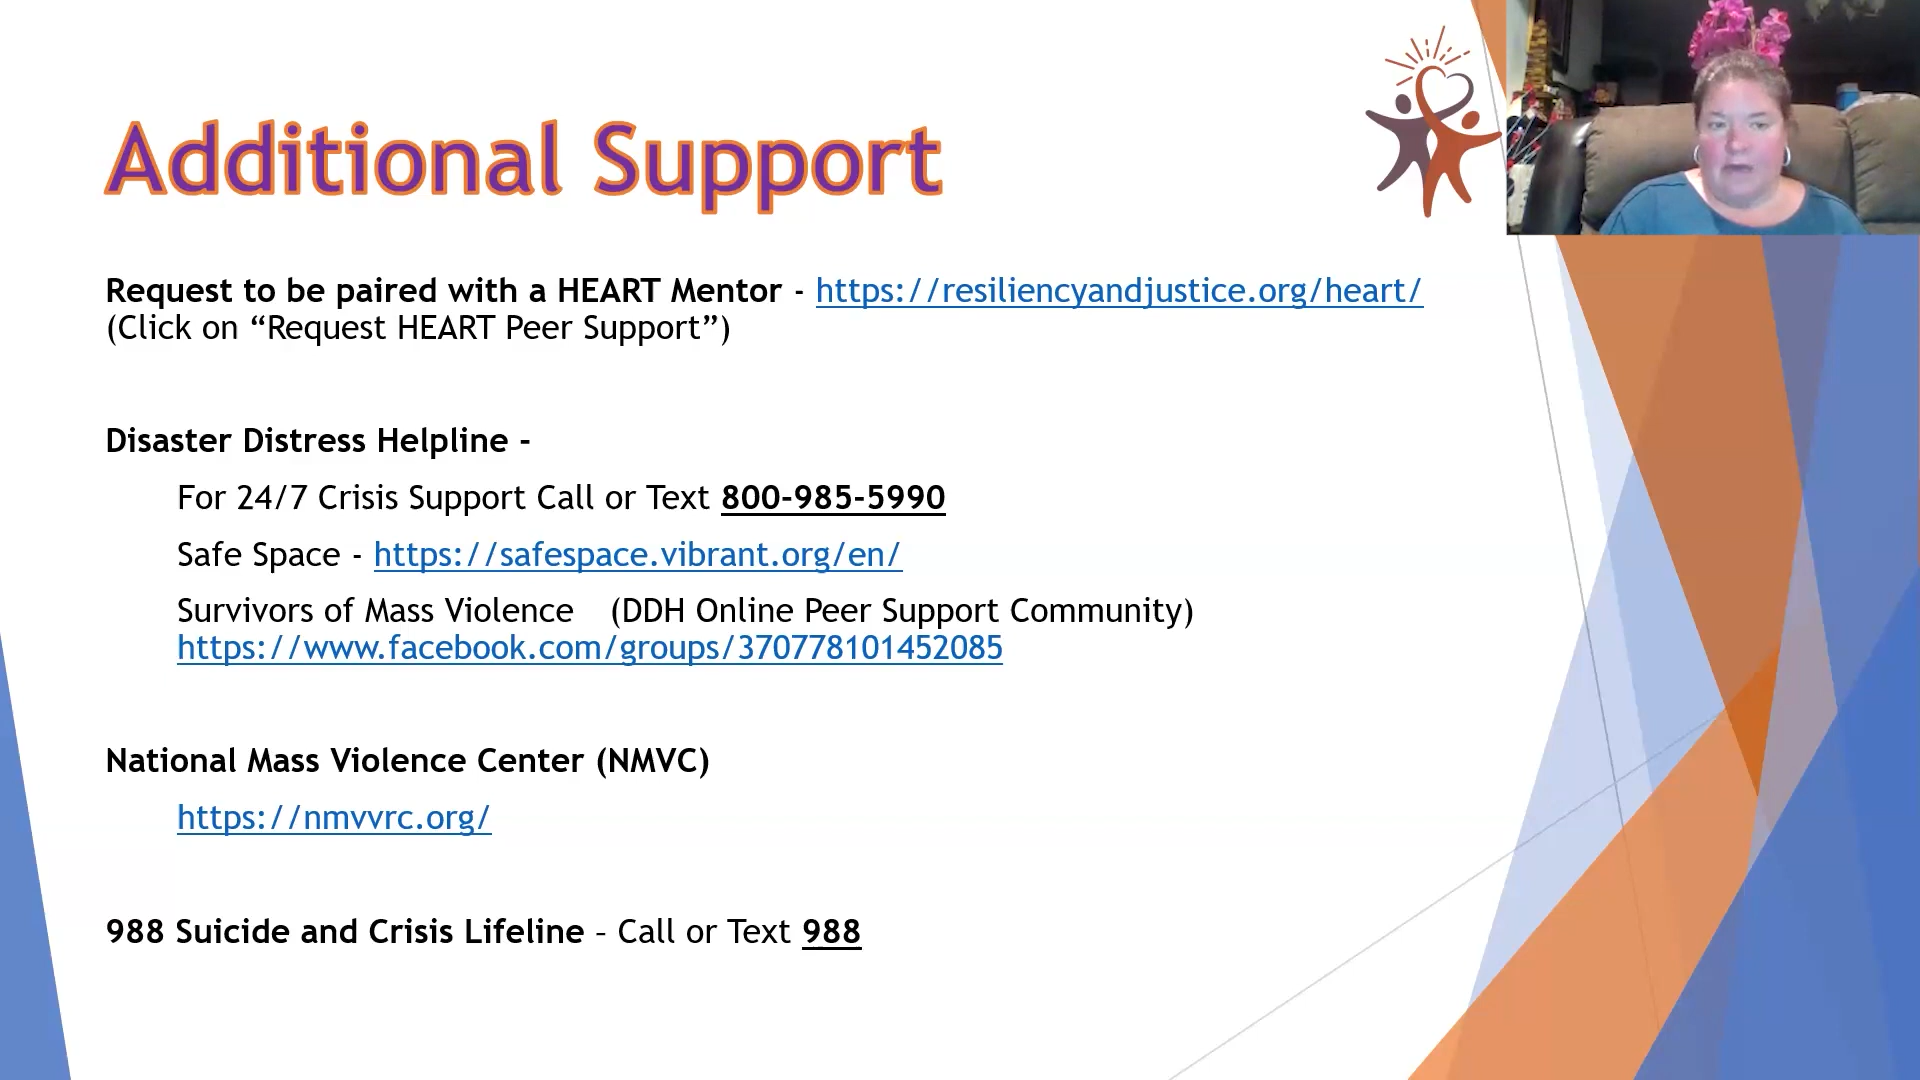 Additional Support
Request to be paired with a HEART Mentor - https://resiliencyandjustice.org/heart/
(Click on “Request HEART Peer Support”)
Disaster Distress Helpline -
For 24/7 Crisis Support Call or Text 800-985-5990
Safe Space - https://safespace.vibrant.org/en/
Survivors of Mass Violence (DDH Online Peer Support Community)
https://www.facebook.com/groups/370778101452085
National Mass Violence Center (NMVC)
https://nmvvrc.org/
988 Suicide and Crisis Lifeline – Call or Text 988